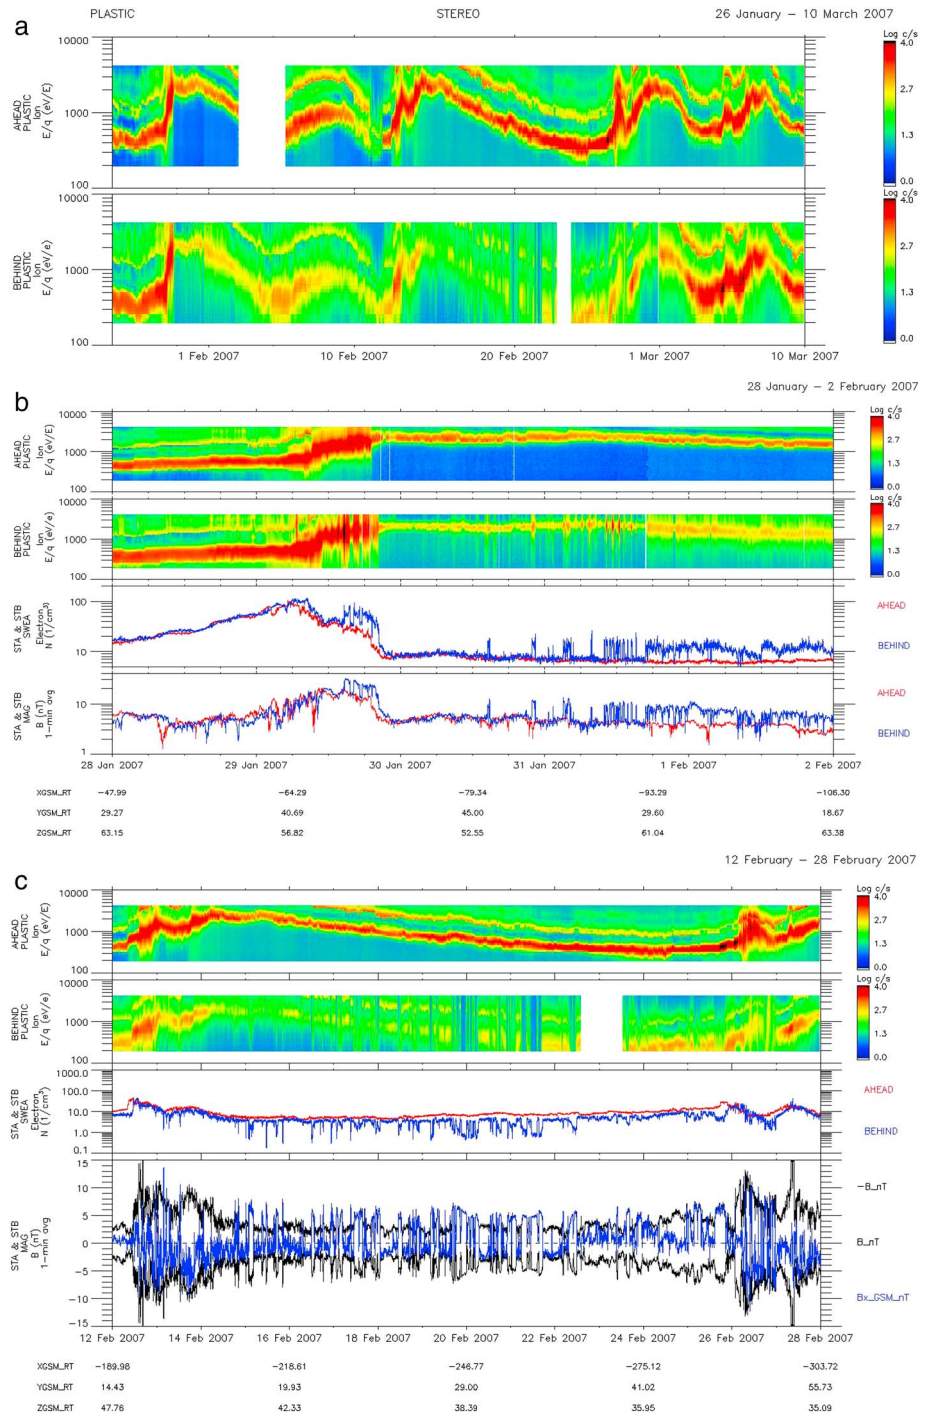 PLASTIC STEREO 26 January – 10 March 2007
a
Log c/s
10000
1000
100
AHEAD
PLASTIC
Ion
E/q (eV/E)
4.0
2.7
1.3
0.0
Log c/s
10000
1000
100
BEHIND
PLASTIC
Ion
E/q (eV/e)
4.0
2.7
1.3
0.0
1 Feb 2007 10 Feb 2007 20 Feb 2007 1 Mar 2007 10 Mar 2007
28 January – 2 February 2007
b
Log c/s
10000
1000
100
AHEAD
PLASTIC
Ion
E/q (eV/E)
4.0
2.7
1.3
0.0
Log c/s
10000
1000
100
BEHIND
PLASTIC
Ion
E/q (eV/e)
4.0
2.7
1.3
0.0
100
10
STA & STB
SWEA
Electron
N (1/cm³)
AHEAD
BEHIND
10
1
STA & STB
MAG
B (nT)
1–min avg
AHEAD
BEHIND
28 Jan 2007 29 Jan 2007 30 Jan 2007 31 Jan 2007 1 Feb 2007 2 Feb 2007
XGSM_RT −47.99 −64.29 −79.34 −93.29 −106.30
YGSM_RT 29.27 40.69 45.00 29.60 18.67
ZGSM_RT 63.15 56.82 52.55 61.04 63.38
12 February – 28 February 2007
c
Log c/s
10000
1000
100
AHEAD
PLASTIC
Ion
E/q (eV/E)
4.0
2.7
1.3
0.0
Log c/s
10000
1000
100
BEHIND
PLASTIC
Ion
E/q (eV/e)
4.0
2.7
1.3
0.0
1000.0
100.0
10.0
1.0
0.1
STA & STB
SWEA
Electron
N (1/cm³)
AHEAD
BEHIND
15
10
5
0
−5
−10
−15
STA & STB
MAG
B (nT)
1–min avg
−B_nT
B_nT
Bx_GSM_nT
12 Feb 2007 14 Feb 2007 16 Feb 2007 18 Feb 2007 20 Feb 2007 22 Feb 2007 24 Feb 2007 26 Feb 2007 28 Feb 2007
XGSM_RT −189.98 −218.61 −246.77 −275.12 −303.72
YGSM_RT 14.43 19.93 29.00 41.02 55.73
ZGSM_RT 47.76 42.33 38.39 35.95 35.09